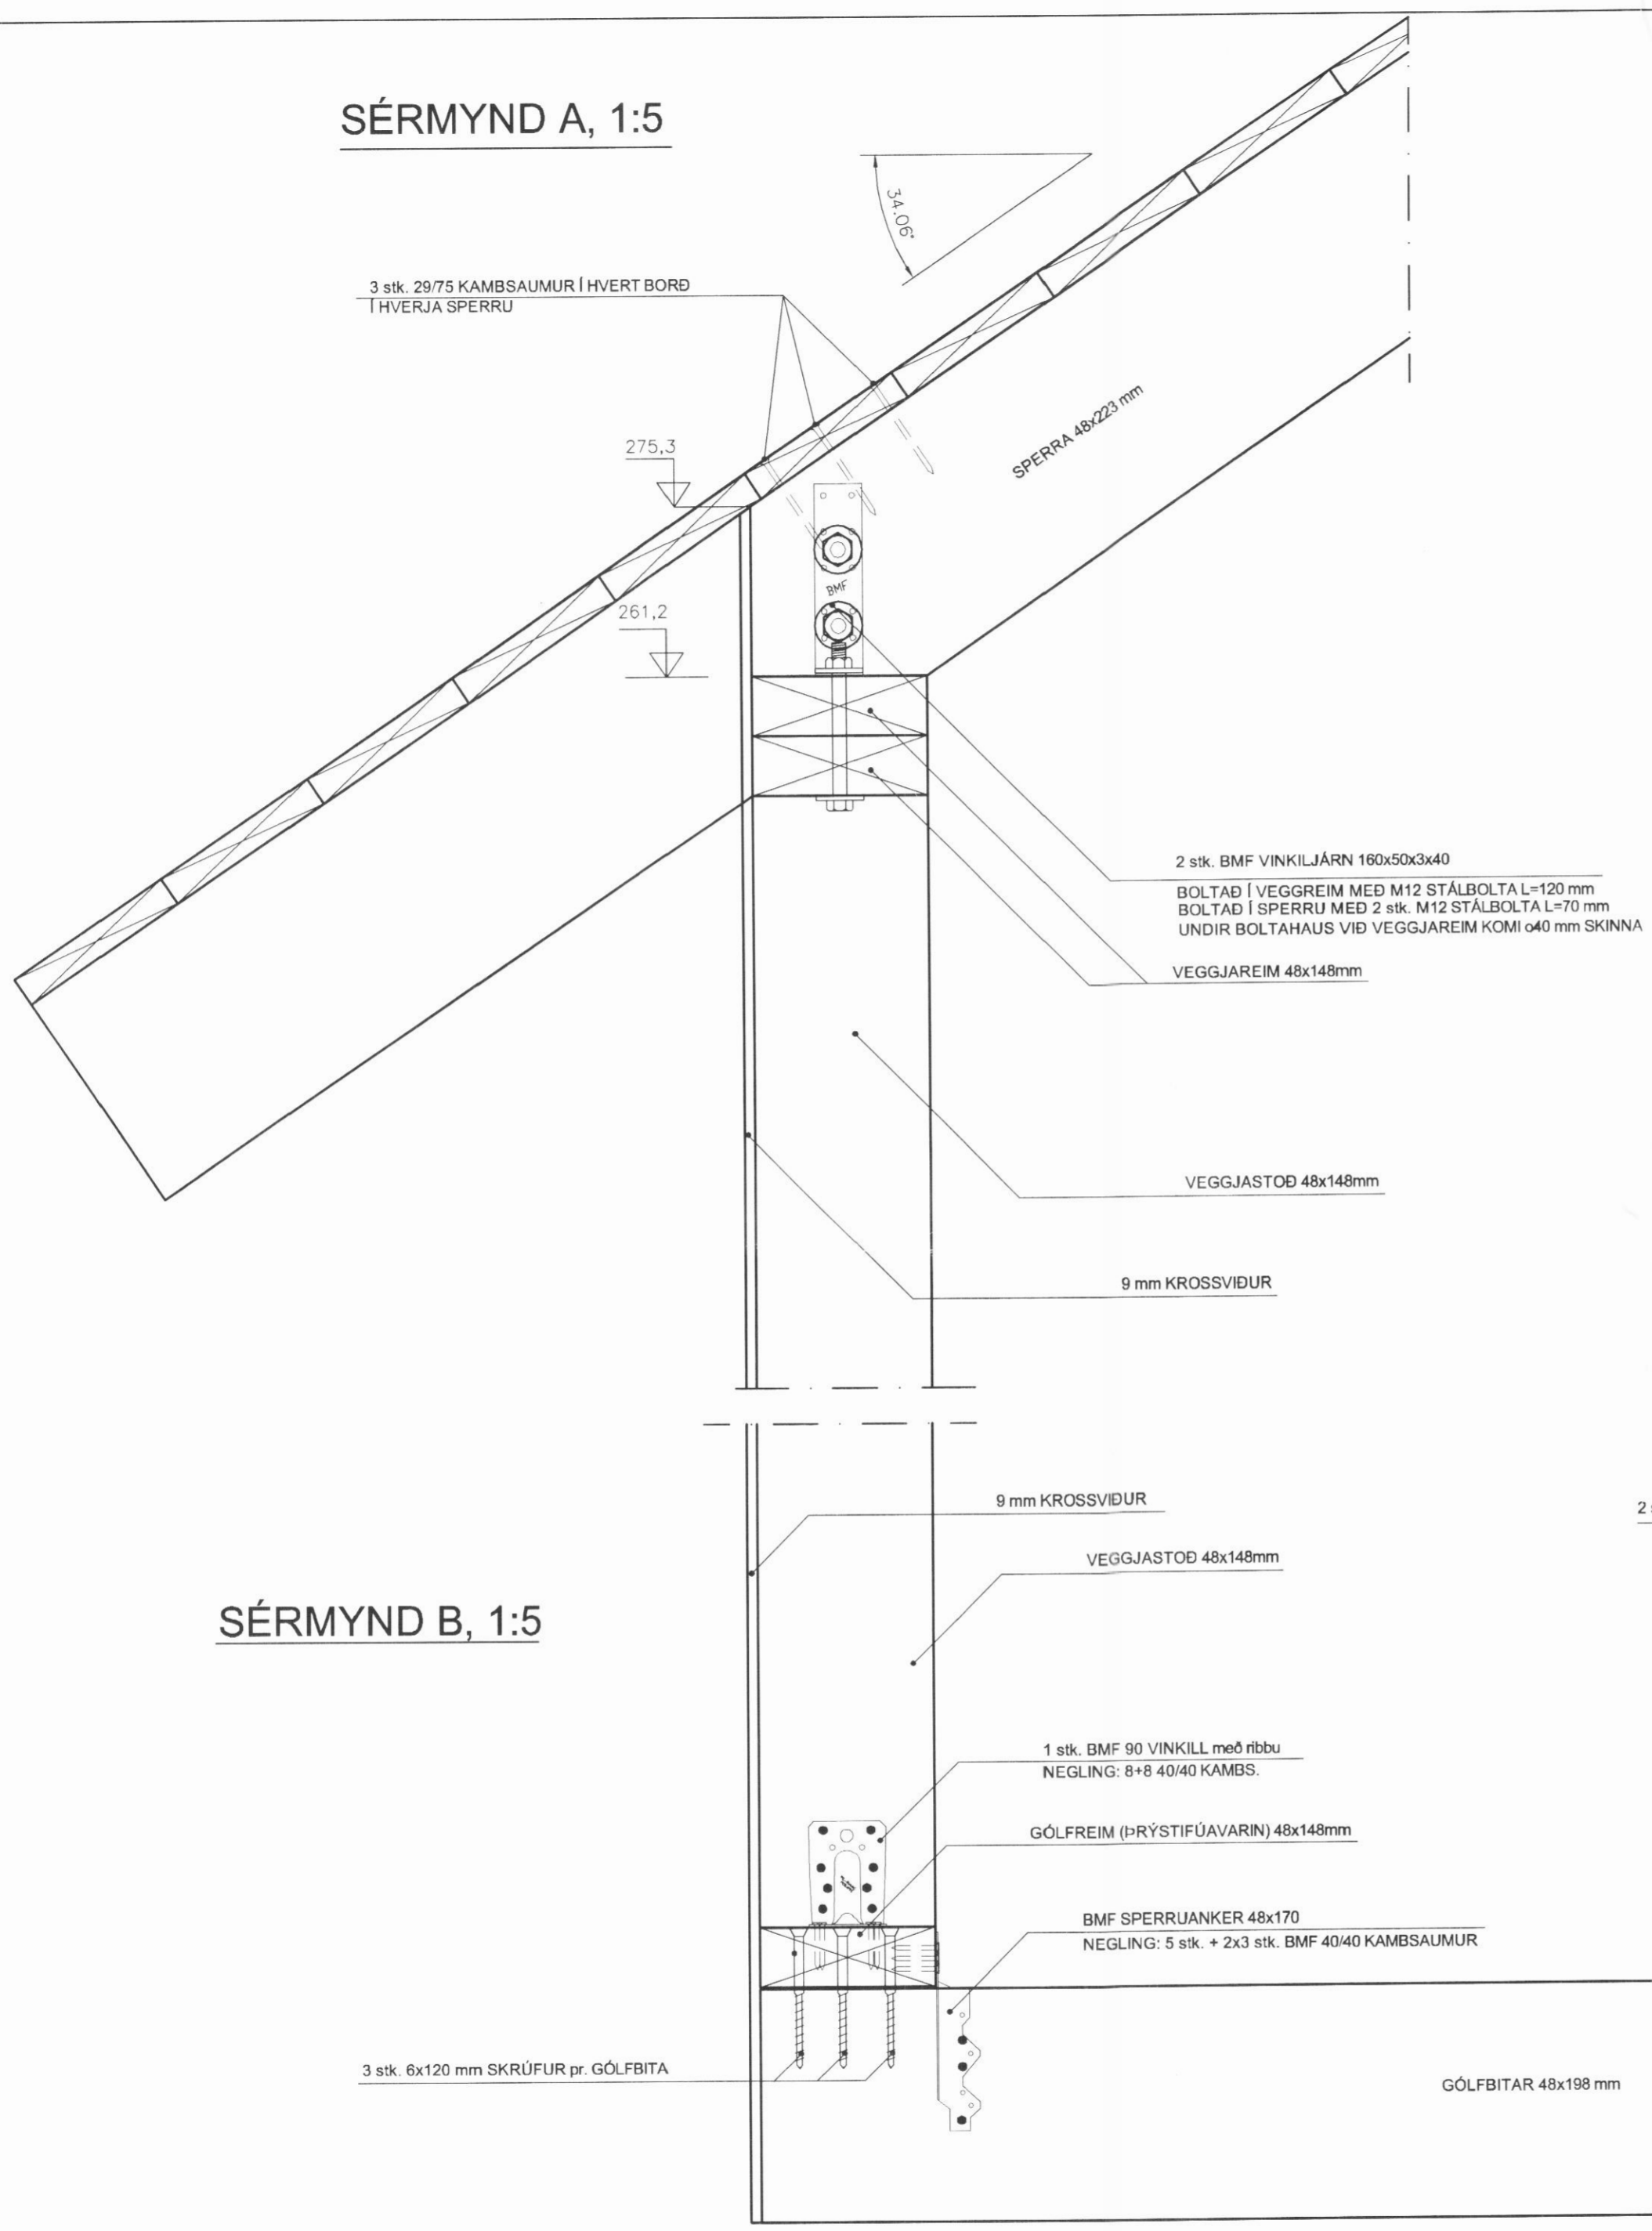 SÉRMYND A, 1:5
34.06°
3 stk. 29/75 KAMBSAUMUR Í HVERT BORÐ
Í HVERJA SPERRU
SPERRA 48x223 mm
275,3
BMF
261,2
2 stk. BMF VINKILJÁRN 160x50x3x40
BOLTAÐ Í VEGGREIM MEÐ M12 STÁLBOLTA L=120 mm
BOLTAÐ Í SPERRU MEÐ 2 stk. M12 STÁLBOLTA L=70 mm
UNDIR BOLTAHAUS VIÐ VEGGJAREIM KOMI o40 mm SKINNA
VEGGJAREIM 48x148mm
VEGGJASTOÐ 48x148mm
9 mm KROSSVIÐUR
9 mm KROSSVIÐUR
2
VEGGJASTOÐ 48x148mm
SÉRMYND B, 1:5
1 stk. BMF 90 VINKILL með ribbu
NEGLING: 8+8 40/40 KAMBS.
GÓLFREIM (ÞRÝSTIFÚAVARIN) 48x148mm
BMF SPERRUANKER 48x170
NEGLING: 5 stk. + 2x3 stk. BMF 40/40 KAMBSAUMUR
3 stk. 6x120 mm SKRÚFUR pr. GÓLFBITA
GÓLFBITAR 48x198 mm